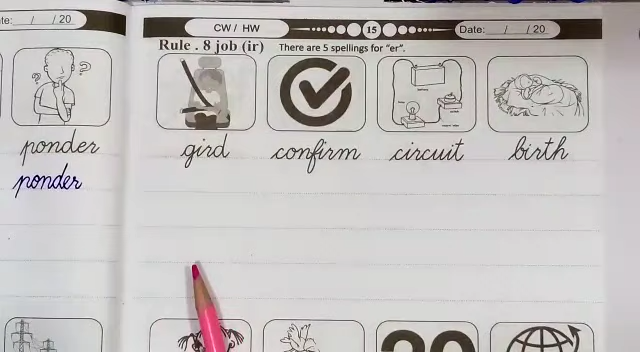 te: / / 20
CW / HW
15
Date: / / 20
Rule . 8 job (ir) There are 5 spellings for "er".
? ?
ponder
gird confirm circuit birth
ponder